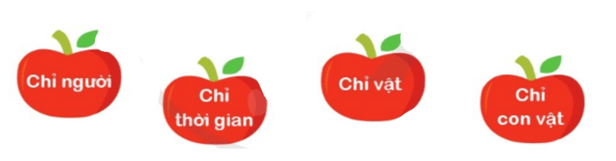 Chỉ người
Chỉ
thời gian
Chỉ vật
Chỉ
con vật